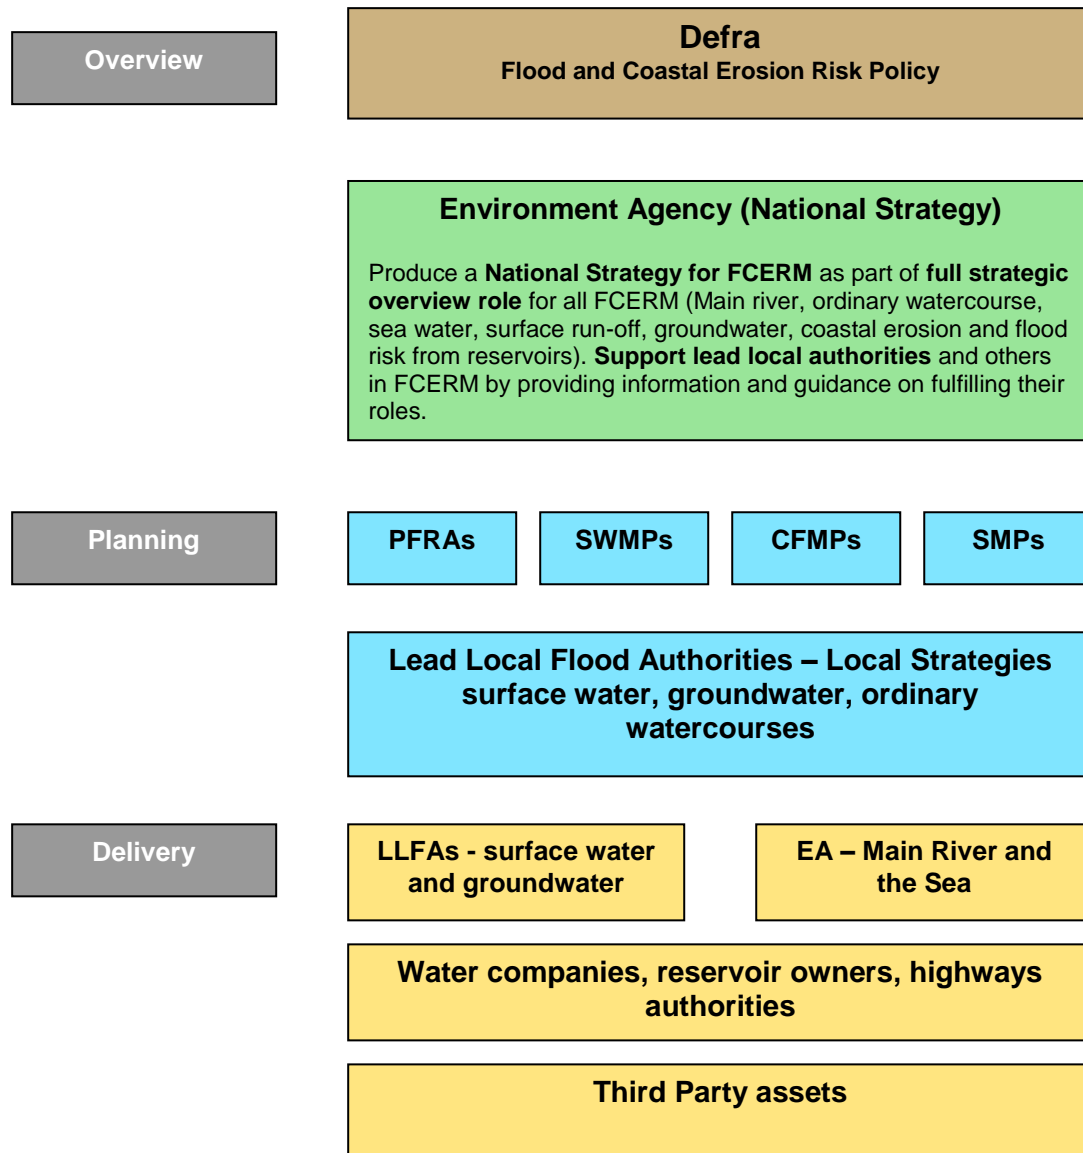 Overview
Defra
Flood and Coastal Erosion Risk Policy
Environment Agency (National Strategy)
Produce a National Strategy for FCERM as part of full strategic
overview role for all FCERM (Main river, ordinary watercourse,
sea water, surface run-off, groundwater, coastal erosion and flood
risk from reservoirs). Support lead local authorities and others
in FCERM by providing information and guidance on fulfilling their
roles.
Planning
PFRAs
SWMPs
CFMPs
SMPs
Lead Local Flood Authorities – Local Strategies
surface water, groundwater, ordinary
watercourses
Delivery
LLFAs - surface water
and groundwater
EA – Main River and
the Sea
Water companies, reservoir owners, highways
authorities
Third Party assets